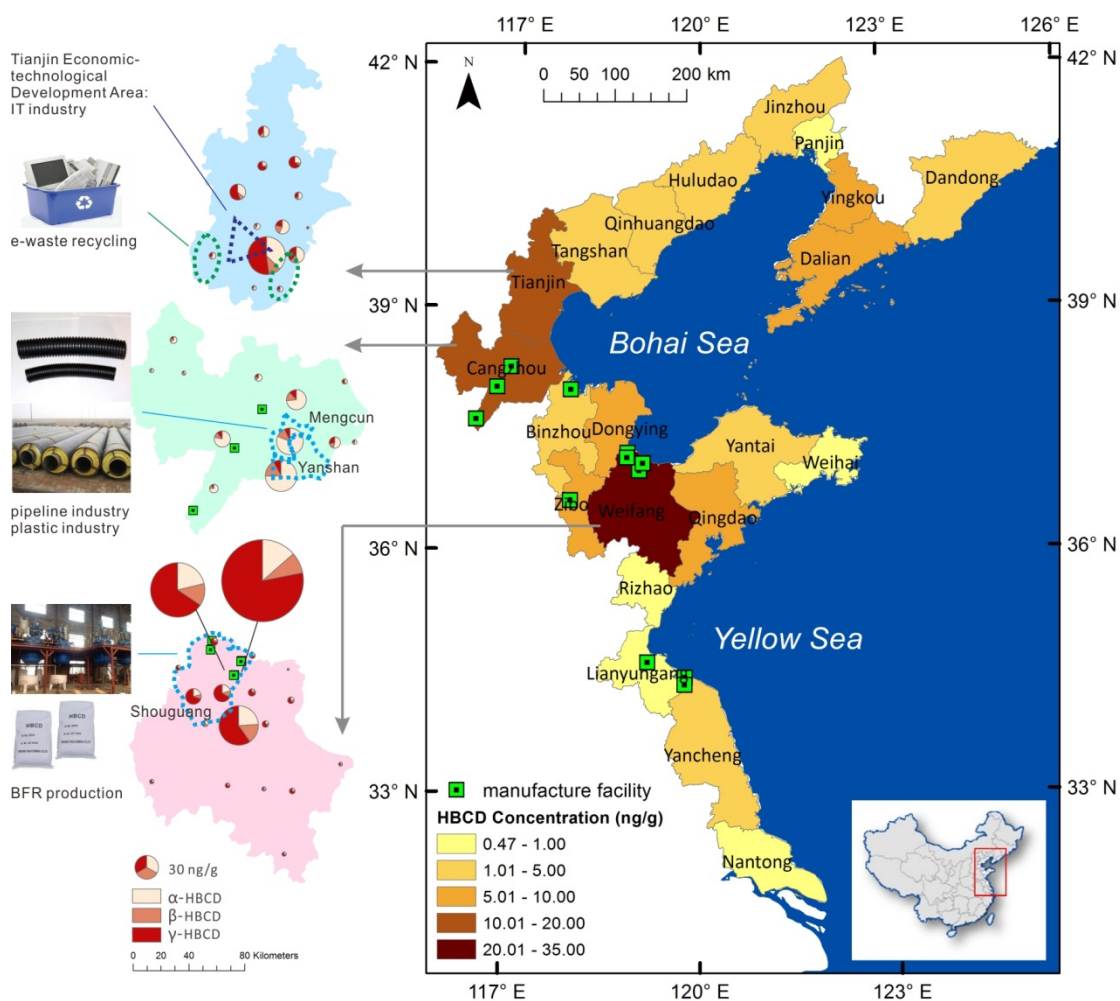 117° E
120° E
123° E
126° E
42° N
39° N
36° N
33° N
42° N
39° N
36° N
33° N
117° E
120° E
123° E
N
0 50 100 200 km
Tianjin Economic-
technological
Development Area:
IT industry
e-waste recycling
Mengcun
Yanshan
pipeline industry
plastic industry
Shouguang
HBCD
HBCD
BFR production
30 ng/g
α-HBCD
β-HBCD
γ-HBCD
0 20 40 80 Kilometers
Jinzhou
Panjin
Huludao
Yingkou
Dandong
Qinhuangdao
Tangshan
Dalian
Tianjin
Bohai Sea
Cangzhou
Binzhou
Dongying
Yantai
Weihai
Zibo
Weifang
Qingdao
Rizhao
Yellow Sea
Lianyungang
Yancheng
Nantong
manufacture facility
HBCD Concentration (ng/g)
0.47 - 1.00
1.01 - 5.00
5.01 - 10.00
10.01 - 20.00
20.01 - 35.00